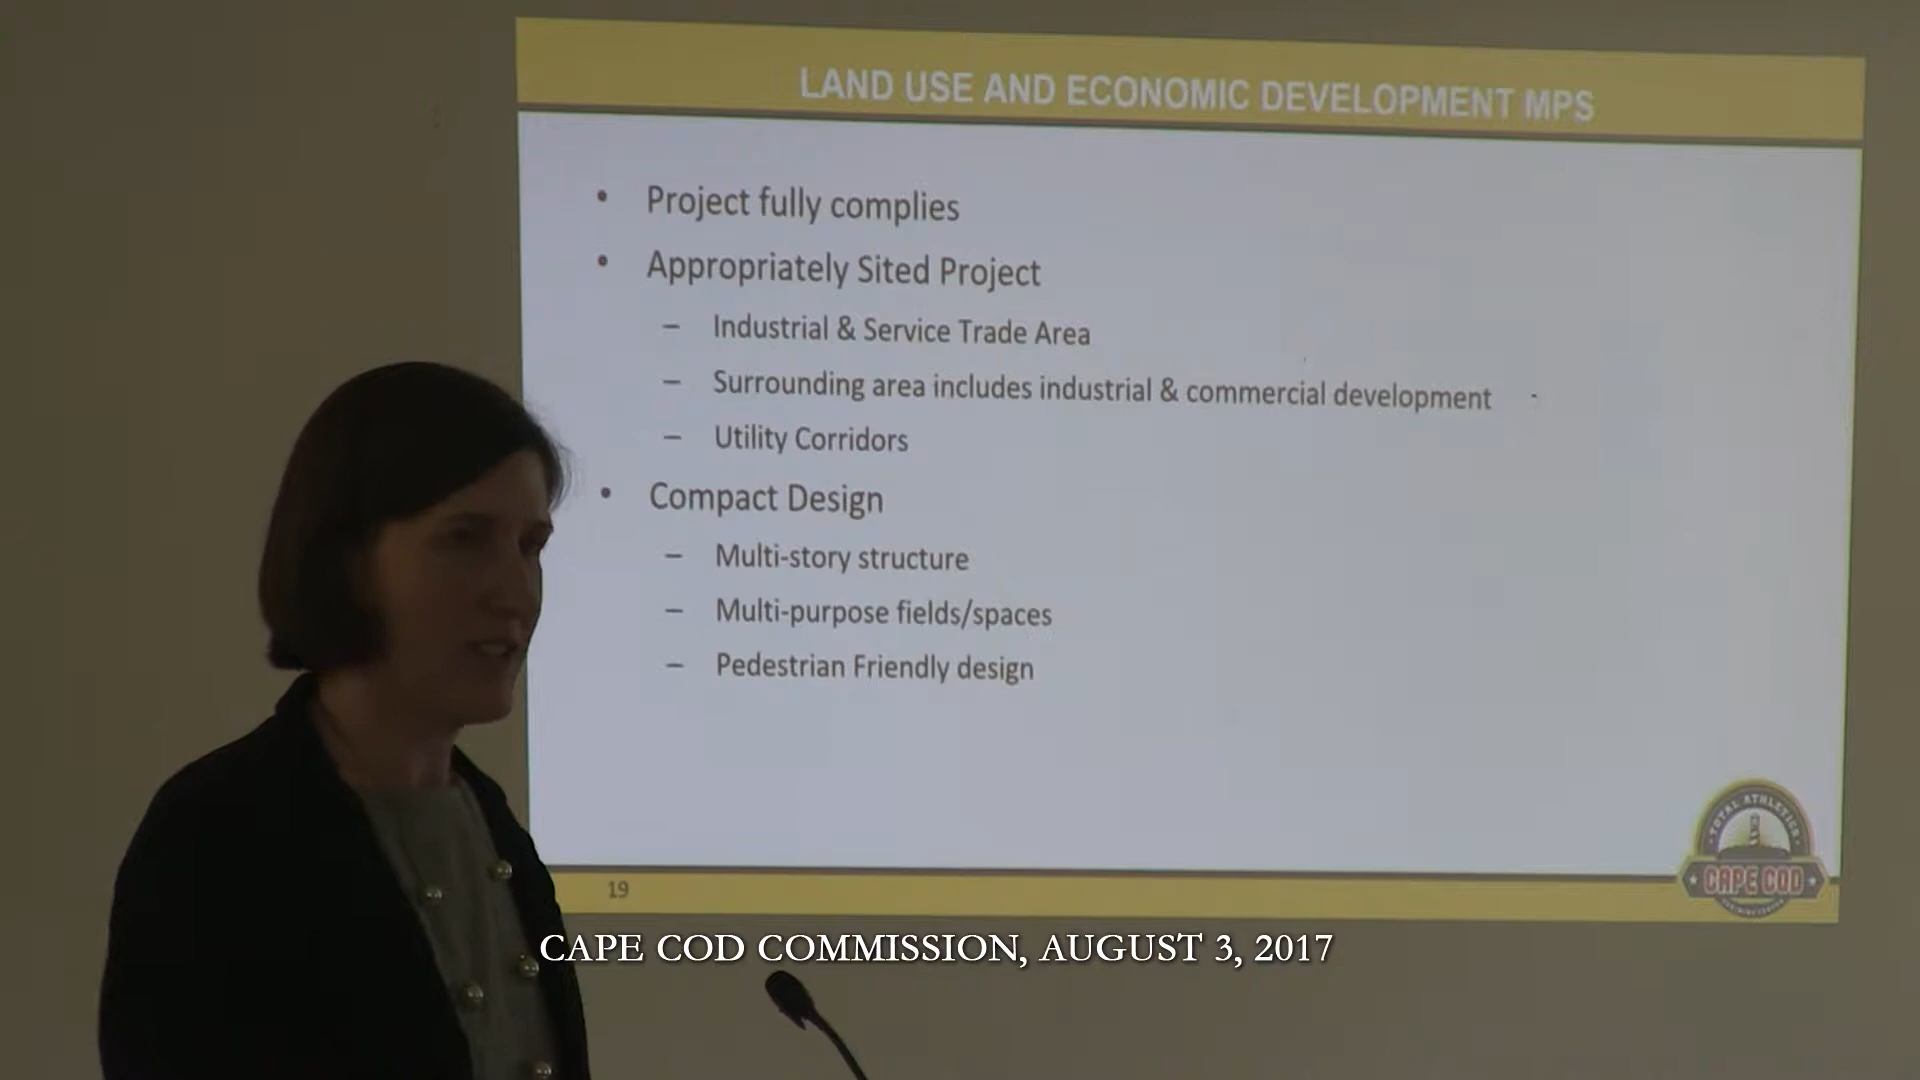 LAND USE AND ECONOMIC DEVELOPMENT MPS
• Project fully complies
• Appropriately Sited Project
– Industrial & Service Trade Area
– Surrounding area includes industrial & commercial development
– Utility Corridors
• Compact Design
– Multi-story structure
– Multi-purpose fields/spaces
– Pedestrian Friendly design
TOTAL ATHLETICS
CAPE COD
19
CAPE COD COMMISSION, AUGUST 3, 2017